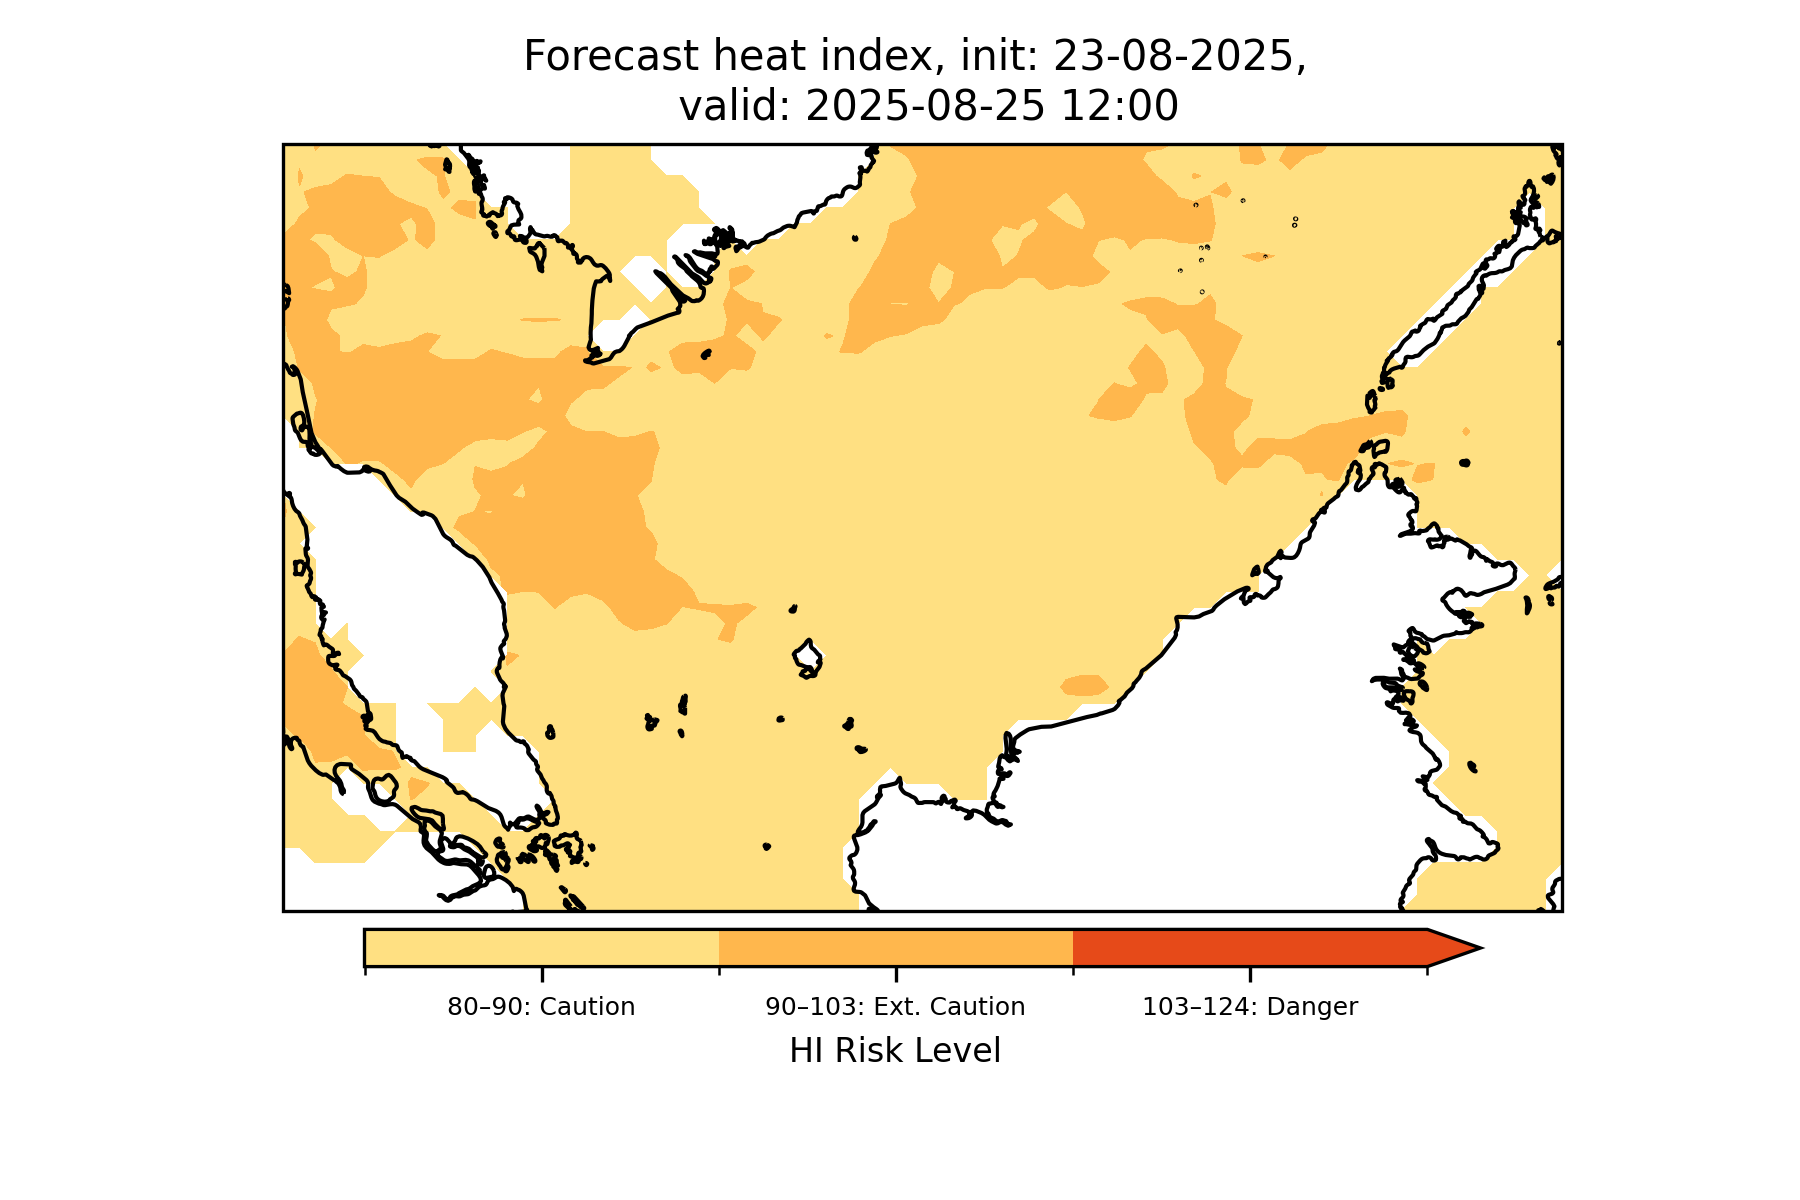 Forecast heat index, init: 23-08-2025,
valid: 2025-08-25 12:00
80–90: Caution
90–103: Ext. Caution
103–124: Danger
HI Risk Level